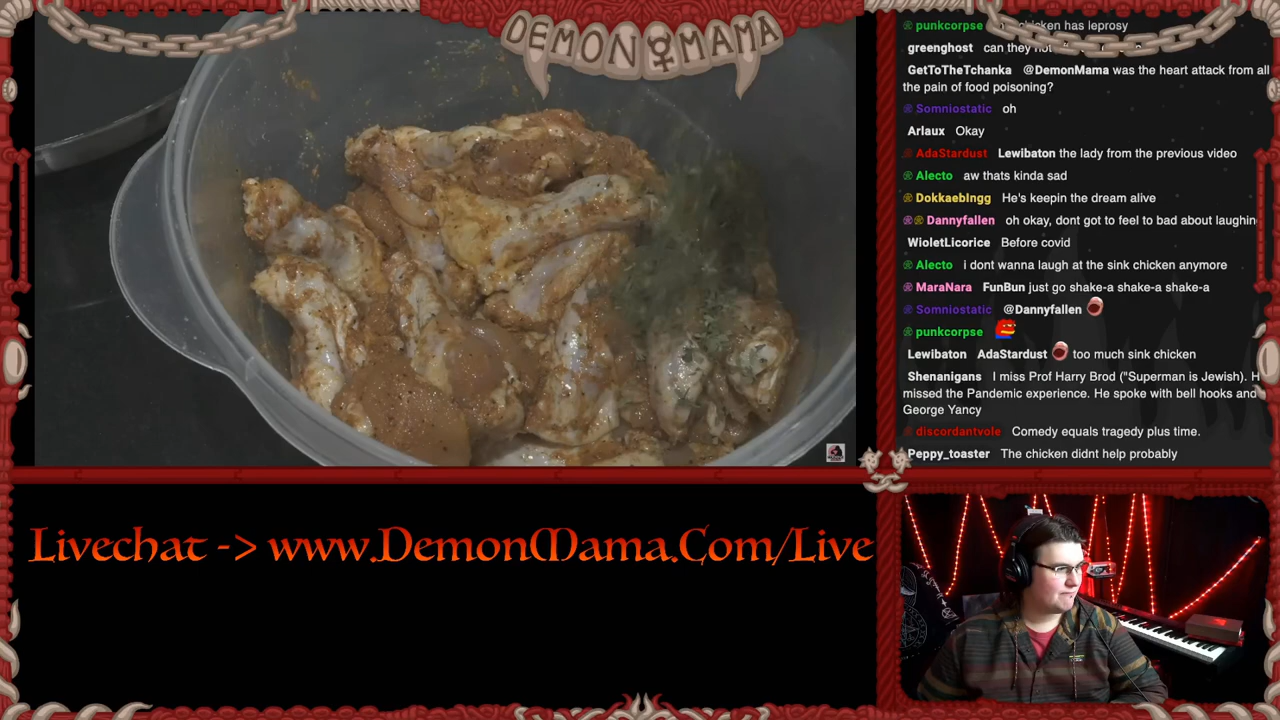 DEMON MAMA
punkcorpse chicken has leprosy
greenghost can they not
GetToTheTchanka @DemonMama was the heart attack from all
the pain of food poisoning?
Somniostatic oh
Arlaux Okay
AdaStardust Lewibaton the lady from the previous video
Alecto aw thats kinda sad
DokkaebIngg He's keepin the dream alive
Dannyfallen oh okay, dont got to feel to bad about laughin
WioletLicorice Before covid
Alecto i dont wanna laugh at the sink chicken anymore
MaraNara FunBun just go shake-a shake-a shake-a
Somniostatic @Dannyfallen
punkcorpse
Lewibaton AdaStardust too much sink chicken
Shenanigans I miss Prof Harry Brod ("Superman is Jewish). H
missed the Pandemic experience. He spoke with bell hooks and
George Yancy
discordantvole Comedy equals tragedy plus time.
Peppy_toaster The chicken didnt help probably
Livechat -> www.DemonMama.Com/Live